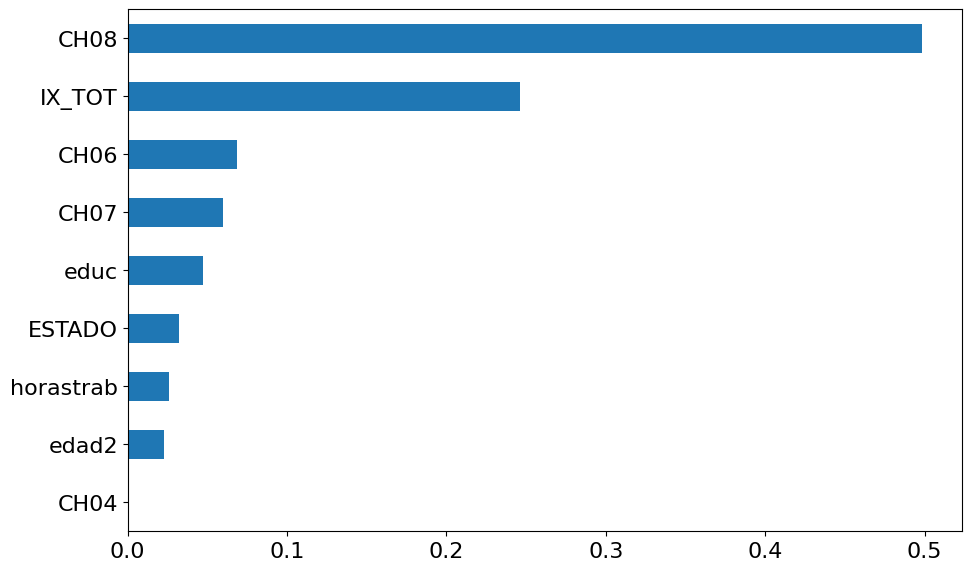 CH08
IX_TOT
CH06
CH07
educ
ESTADO
horastrab
edad2
CH04
0.0 0.1 0.2 0.3 0.4 0.5